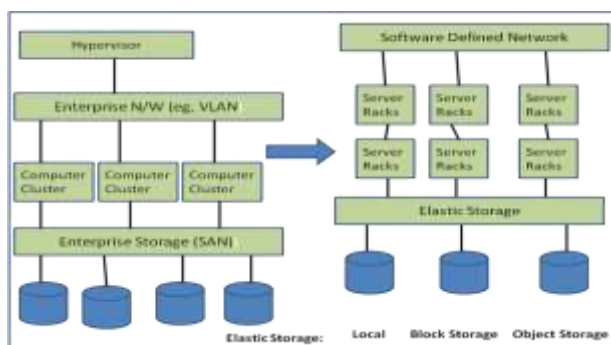 Hypervisor
Enterprise N/W (eg. VLAN
Computer
Cluster
Computer
Cluster
Computer
Cluster
Enterprise Storage (SAN)
Software Defined Network
Server
Racks
Server
Racks
Server
Racks
Server
Racks
Server
Racks
Server
Racks
Elastic Storage
Elastic Storage: Local Block Storage Object Storage